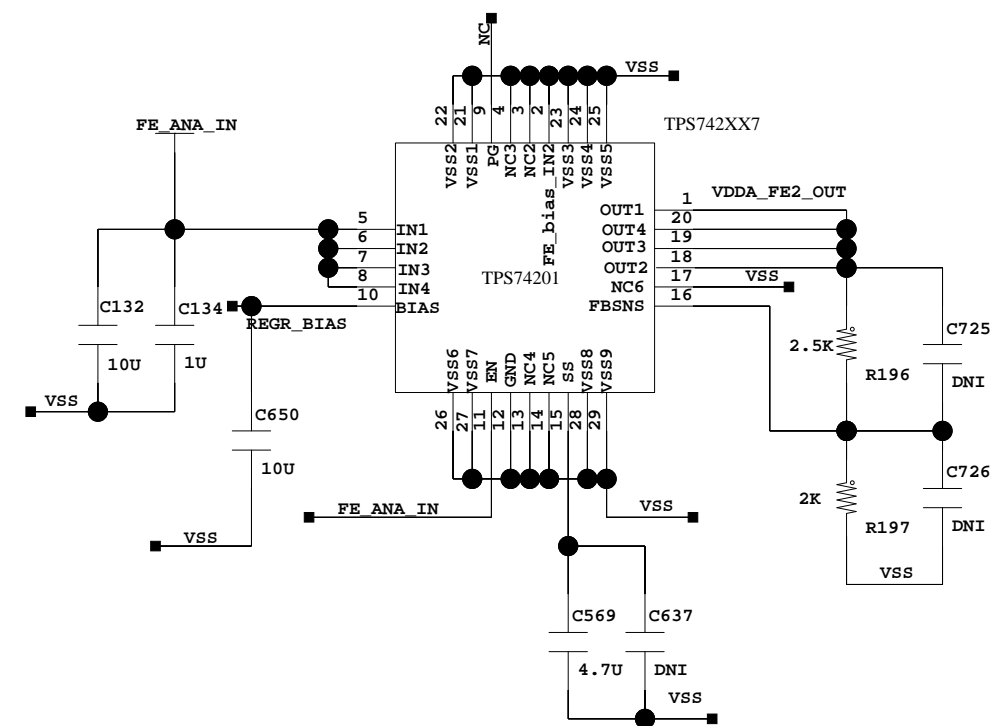 NC
VSS
22
21
9
4
3
2
23
24
25
TPS742XX7
FE_ANA_IN
VSS2
VSS1
PG
NC3
NC2
FE_bias_IN2
VSS3
VSS4
VSS5
5
6
7
8
10
IN1
IN2
IN3
IN4
BIAS
TPS74201
OUT1
OUT4
OUT3
OUT2
NC6
FBSNS
1
20
19
18
17
16
VDDA_FE2_OUT
VSS
C132
10U
C134
1U
REGR_BIAS
VSS
C650
10U
VSS
2.5K
R196
C725
DNI
VSS6
VSS7
EN
GND
NC4
NC5
SS
VSS8
VSS9
26
27
11
12
13
14
15
28
29
FE_ANA_IN
VSS
2K
R197
C726
DNI
VSS
C569
4.7U
C637
DNI
VSS